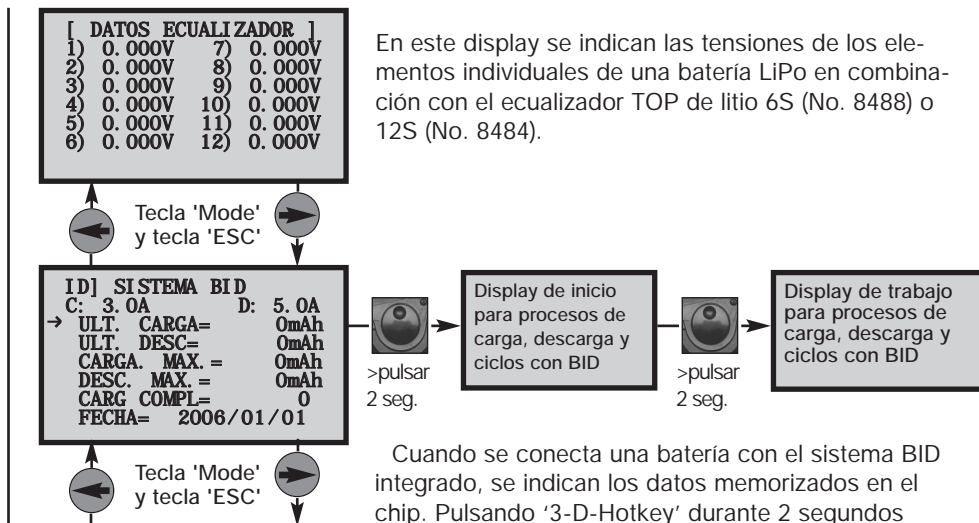 [ DATOS ECUALIZADOR ]
1) 0.000V 7) 0.000V
2) 0.000V 8) 0.000V
3) 0.000V 9) 0.000V
4) 0.000V 10) 0.000V
5) 0.000V 11) 0.000V
6) 0.000V 12) 0.000V
En este display se indican las tensiones de los ele-
mentos individuales de una batería LiPo en combina-
ción con el ecualizador TOP de litio 6S (No. 8488) o
12S (No. 8484).
Tecla 'Mode'
y tecla 'ESC'
ID] SISTEMA BID
C: 3.0A D: 5.0A
→ ULT. CARGA= 0mAh
ULT. DESC= 0mAh
CARGA. MAX.= 0mAh
DESC. MAX.= 0mAh
CARG COMPL= 0
FECHA= 2006/01/01
>pulsar
2 seg.
Display de inicio
para procesos de
carga, descarga y
ciclos con BID
>pulsar
2 seg.
Display de trabajo
para procesos de
carga, descarga y
ciclos con BID
Tecla 'Mode'
y tecla 'ESC'
Cuando se conecta una batería con el sistema BID
integrado, se indican los datos memorizados en el
chip. Pulsando '3-D-Hotkey' durante 2 segundos